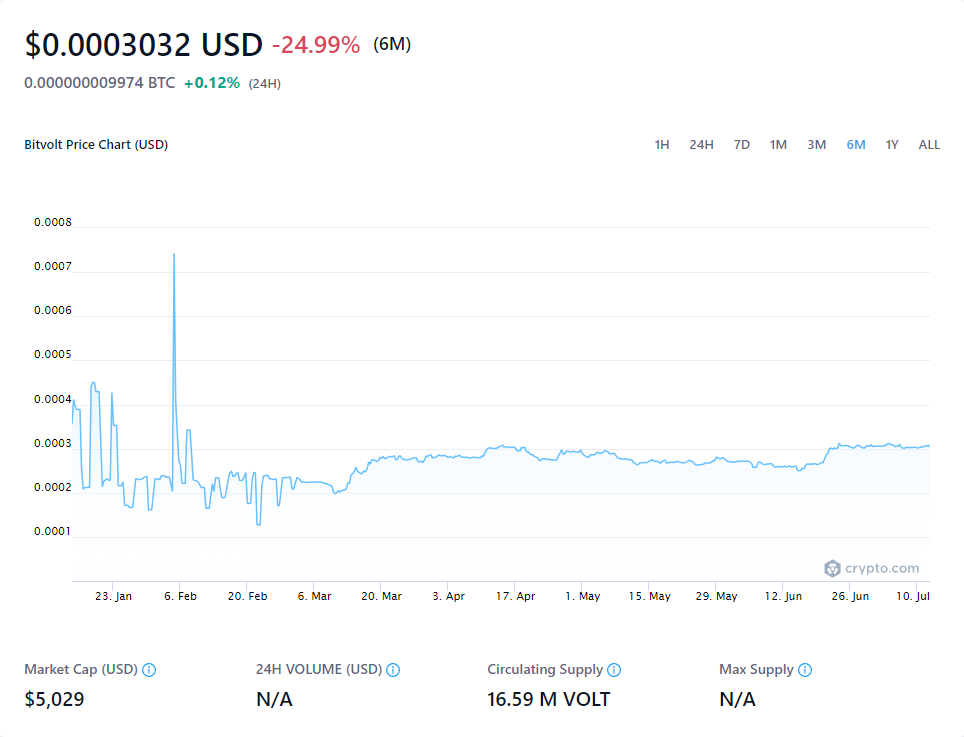 $0.0003032 USD -24.99% (6M)
0.000000009974 BTC +0.12% (24H)
Bitvolt Price Chart (USD) 1H 24H 7D 1M 3M 6M 1Y ALL
0.0008
0.0007
0.0006
0.0005
0.0004
0.0003
0.0002
0.0001
crypto.com
23. Jan 6. Feb 20. Feb 6. Mar 20. Mar 3. Apr 17. Apr 1. May 15. May 29. May 12. Jun 26. Jun 10. Jul
Market Cap (USD) 24H VOLUME (USD) Circulating Supply Max Supply
$5,029 N/A 16.59 M VOLT N/A